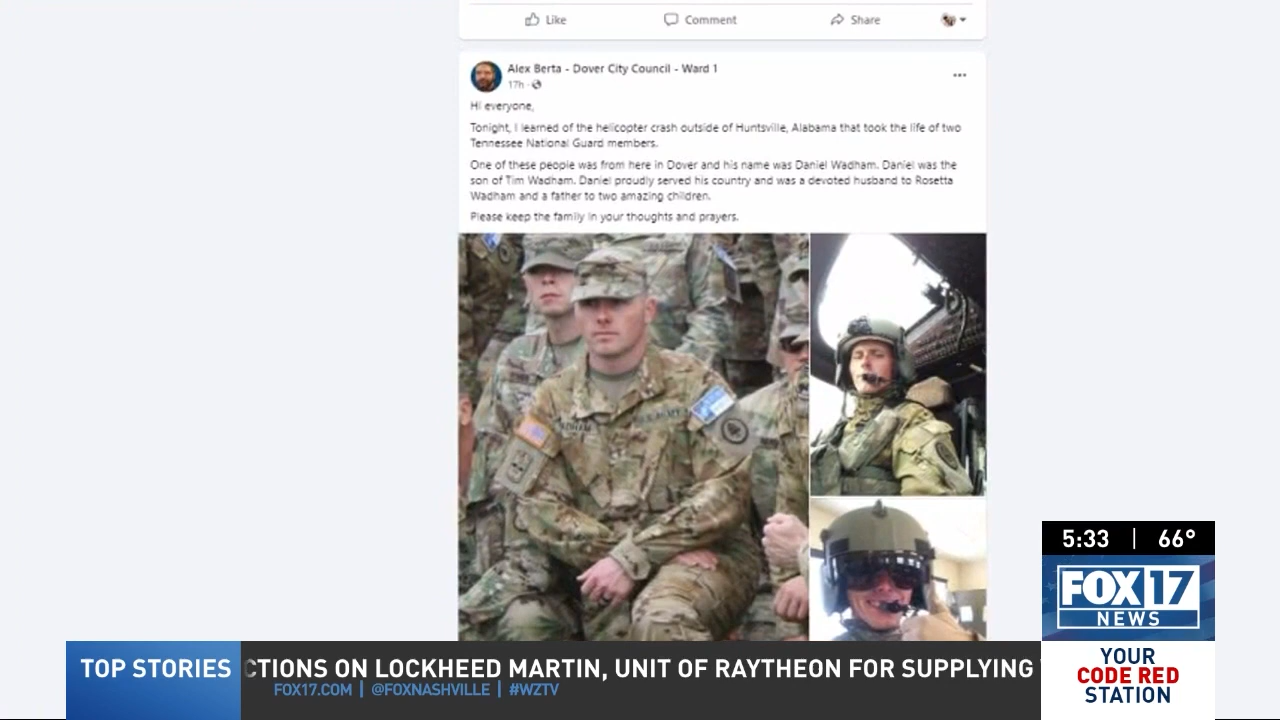 Like Comment Share
Alex Berta - Dover City Council - Ward 1
17h ·
Hi everyone,
Tonight, I learned of the helicopter crash outside of Huntsville, Alabama that took the life of two
Tennessee National Guard members.
One of these people was from here in Dover and his name was Daniel Wadham. Daniel was the
son of Tim Wadham. Daniel proudly served his country and was a devoted husband to Rosetta
Wadham and a father to two amazing children.
Please keep the family in your thoughts and prayers.
5:33 | 66°
FOX 17
NEWS
YOUR
CODE RED
STATION
TOP STORIES
CTIONS ON LOCKHEED MARTIN, UNIT OF RAYTHEON FOR SUPPLYING
FOX17.COM | @FOXNASHVILLE | #WZTV